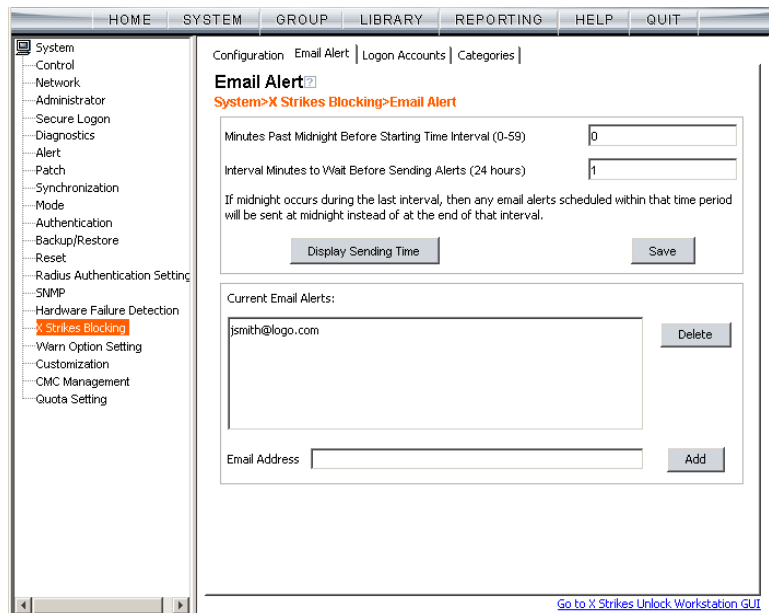 HOME SYSTEM GROUP LIBRARY REPORTING HELP QUIT
System
Control
Network
Administrator
Secure Logon
Diagnostics
Alert
Patch
Synchronization
Mode
Authentication
Backup/Restore
Reset
Radius Authentication Setting
SNMP
Hardware Failure Detection
X Strikes Blocking
Warn Option Setting
Customization
CMC Management
Quota Setting
Configuration Email Alert Logon Accounts Categories
Email Alert ?
System>X Strikes Blocking>Email Alert
Minutes Past Midnight Before Starting Time Interval (0-59) 0
Interval Minutes to Wait Before Sending Alerts (24 hours) 1
If midnight occurs during the last interval, then any email alerts scheduled within that time period
will be sent at midnight instead of at the end of that interval.
Display Sending Time Save
Current Email Alerts:
jsmith@logo.com
Delete
Email Address Add
Go to X Strikes Unlock Workstation GUI